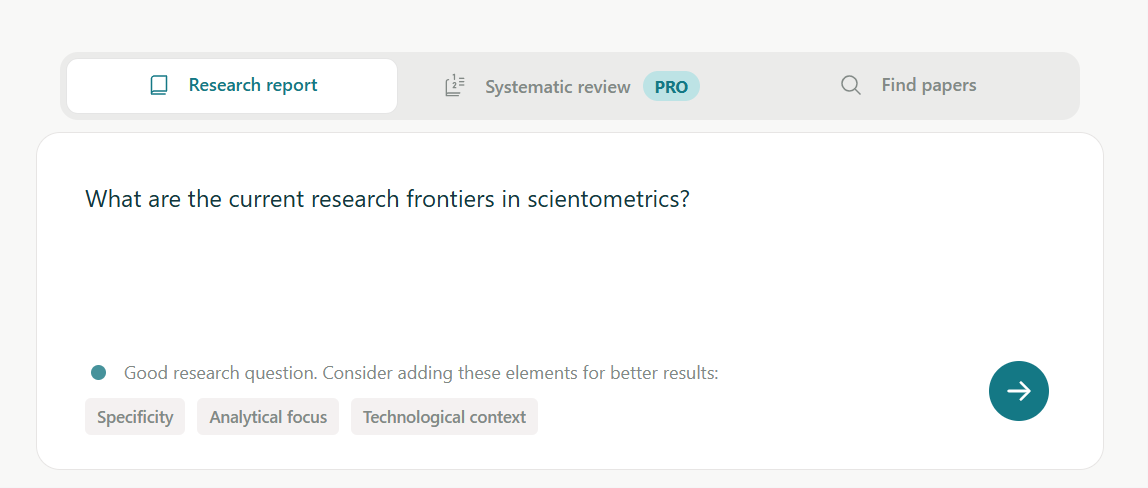 Research report
Systematic review PRO
Find papers
What are the current research frontiers in scientometrics?
Good research question. Consider adding these elements for better results:
Specificity
Analytical focus
Technological context